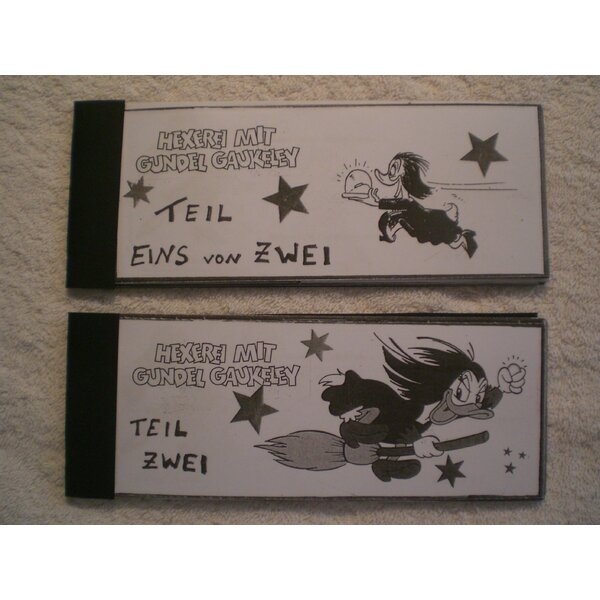 HEXEREI MIT
GUNDEL GAUKELEY
TEIL
EINS VON ZWEI
HEXEREI MIT
GUNDEL GAUKELEY
TEIL
ZWEI